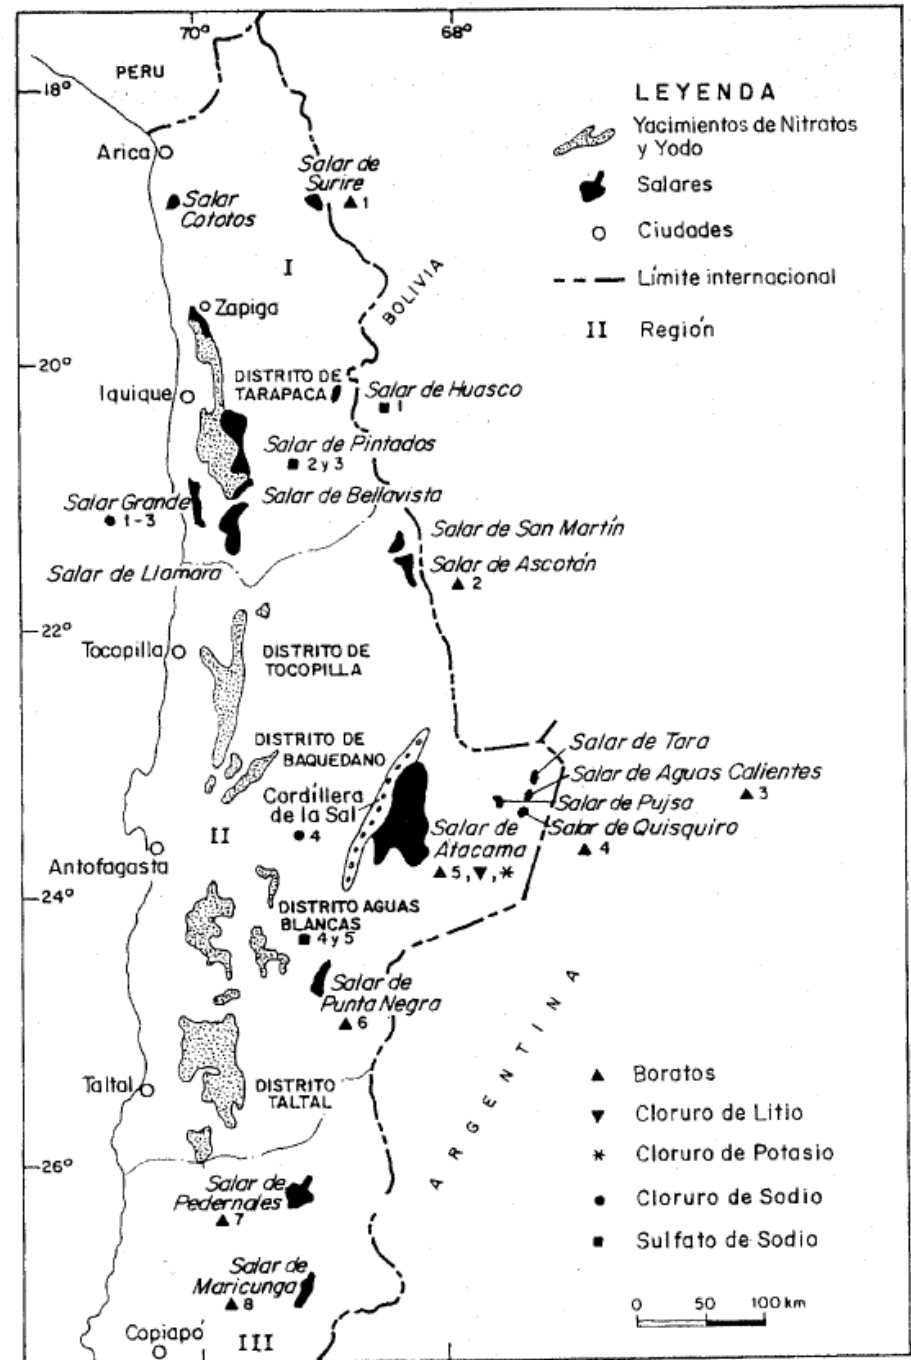 70°
68°
PERU
18°
LEYENDA
Yacimientos de Nitratos
y Yodo
Salares
Ciudades
Límite internacional
II Región
Arica
Salar de
Surire
1
Salar
Cototos
I
BOLIVIA
Zapiga
20°
DISTRITO DE
TARAPACA
Iquique
Salar de Huasco
1
Salar de Pintados
2 y 3
Salar de Bellavista
Salar Grande
1-3
Salar de San Martín
Salar de Ascotán
2
Salar de Llamara
22°
Tocopilla
DISTRITO DE
TOCOPILLA
DISTRITO DE
BAQUEDANO
Salar de Tara
Salar de Aguas Calientes
3
Cordillera
de la Sal
4
Salar de Pujsa
Salar de Quisquiro
4
II
Salar de
Atacama
5, ,
Antofagasta
24°
DISTRITO AGUAS
BLANCAS
4 y 5
Salar de
Punta Negra
6
ARGENTINA
Taltal
DISTRITO
TALTAL
Boratos
Cloruro de Litio
Cloruro de Potasio
Cloruro de Sodio
Sulfato de Sodio
26°
Salar de
Pedernales
7
Salar de
Maricunga
8
0 50 100 km
Copiapó
III